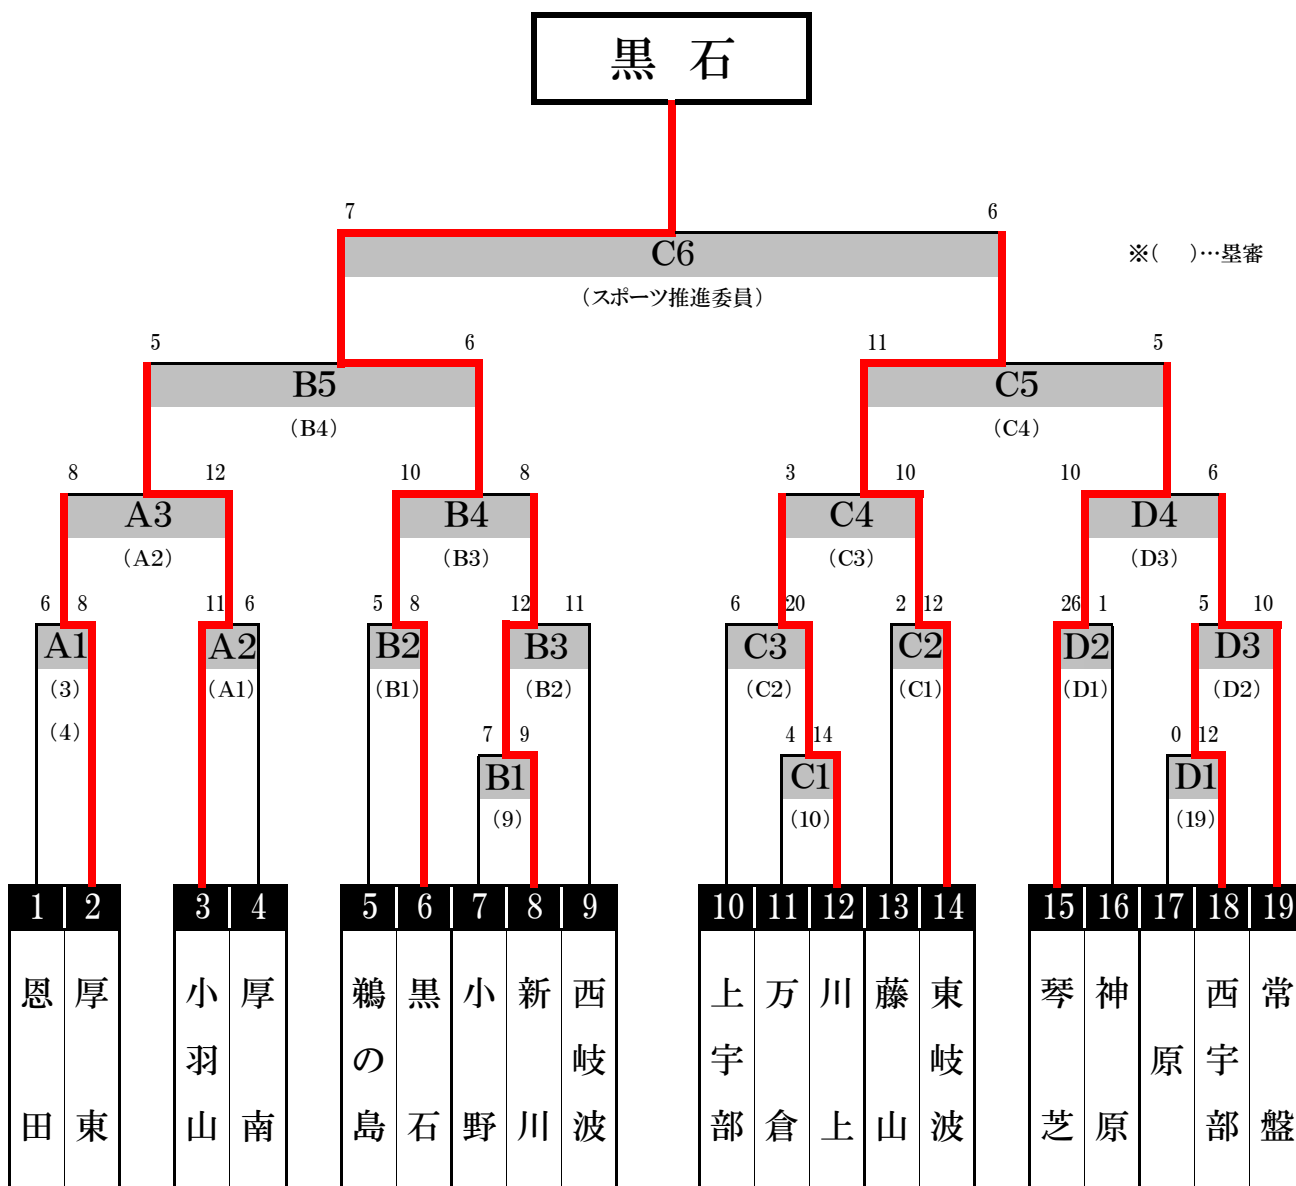 黒 石
7 6
C6
※( )…塁審
(スポーツ推進委員)
5 6 11 5
B5 C5
(B4) (C4)
8 12 10 8 3 10 10 6
A3 B4 C4 D4
(A2) (B3) (C3) (D3)
6 8 11 6 5 8 12 11 6 20 2 12 26 1 5 10
A1 A2 B2 B3 C3 C2 D2 D3
(3) (A1) (B1) (B2) (C2) (C1) (D1) (D2)
(4)
7 9 4 14 0 12
B1 C1 D1
(9) (10) (19)
1 2 3 4 5 6 7 8 9 10 11 12 13 14 15 16 17 18 19
恩田
厚東
小羽山
厚南
鵜の島
黒石
小野
新川
西岐波
上宇部
万倉
川上
藤山
東岐波
琴芝
神原
原
西宇部
常盤